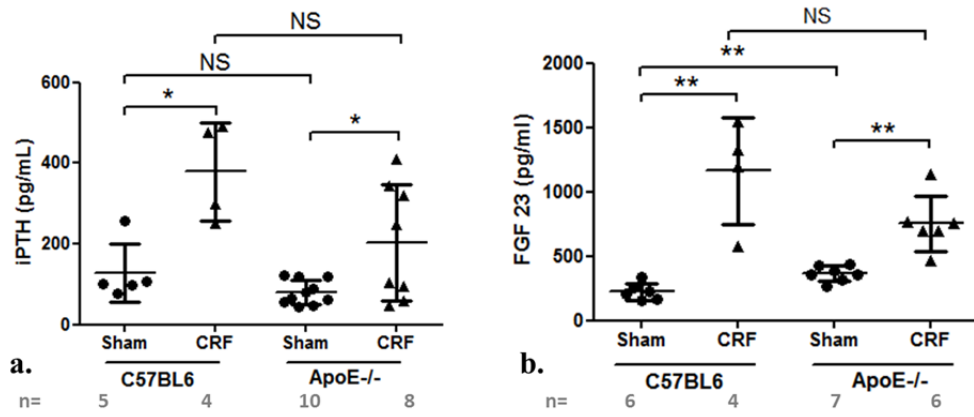 NS
NS
*
*
600
400
200
0
iPTH (pg/mL)
Sham CRF Sham CRF
C57BL6 ApoE-/-
a.
n= 5 4 10 8
NS
**
**
**
2000
1500
1000
500
0
FGF 23 (pg/ml)
Sham CRF Sham CRF
C57BL6 ApoE-/-
b.
n= 6 4 7 6